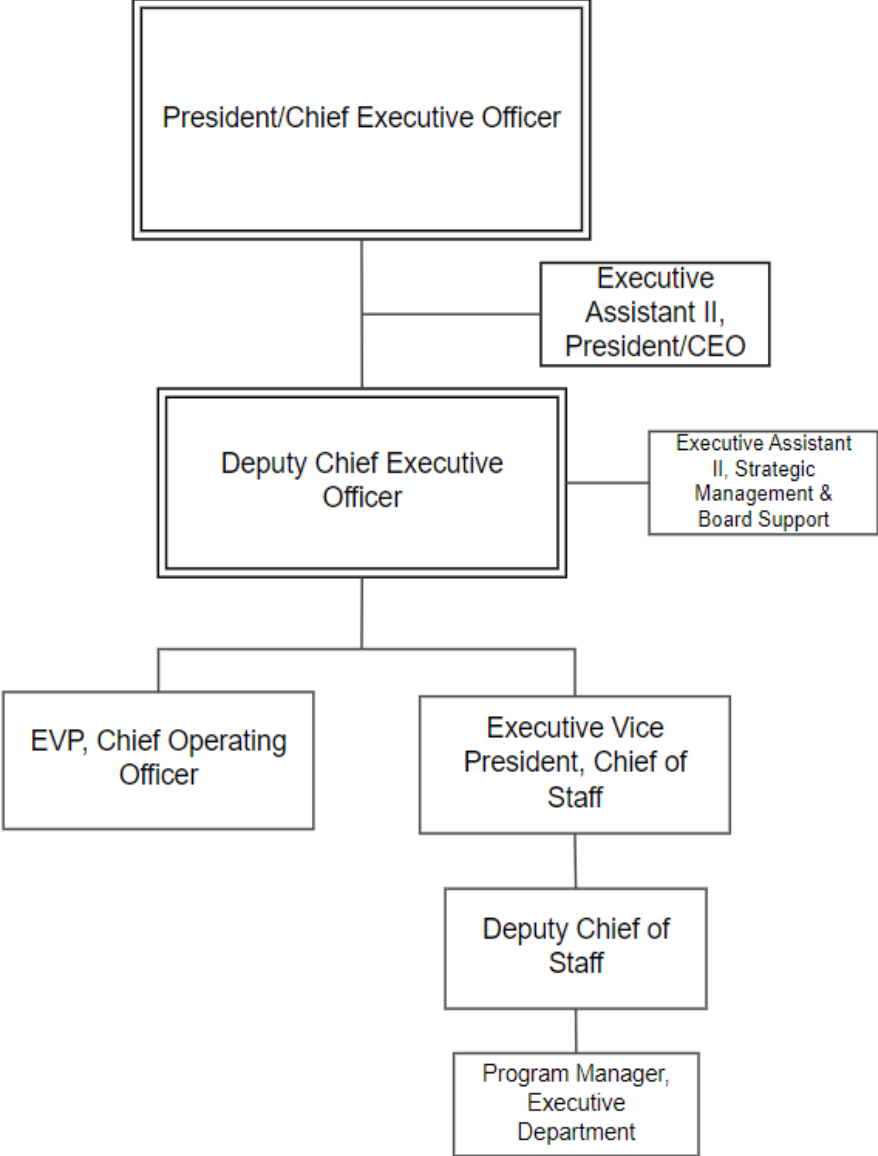 President/Chief Executive Officer
Executive
Assistant II,
President/CEO
Deputy Chief Executive
Officer
Executive Assistant
II, Strategic
Management &
Board Support
EVP, Chief Operating
Officer
Executive Vice
President, Chief of
Staff
Deputy Chief of
Staff
Program Manager,
Executive
Department